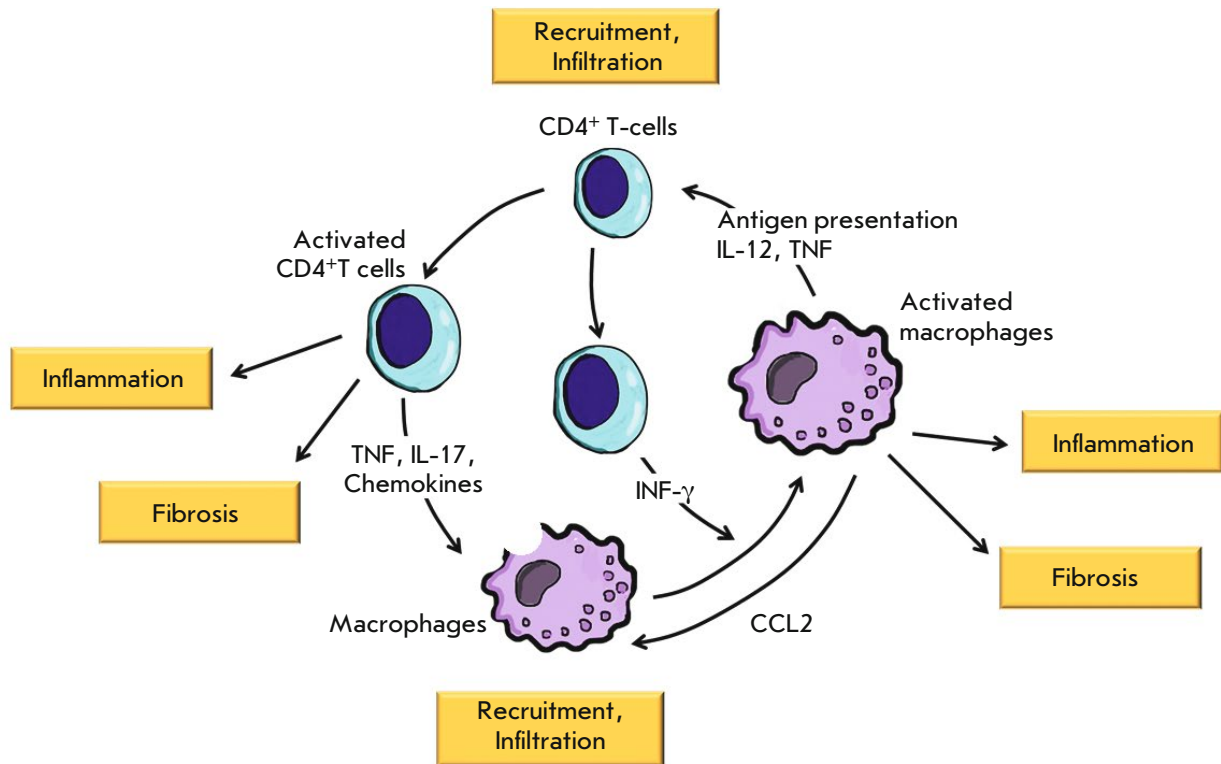 Recruitment,
Infiltration
CD4⁺ T-cells
Antigen presentation
IL-12, TNF
Activated
CD4⁺T cells
Activated
macrophages
Inflammation
Inflammation
TNF, IL-17,
Chemokines
INF-γ
Fibrosis
Fibrosis
Macrophages
CCL2
Recruitment,
Infiltration